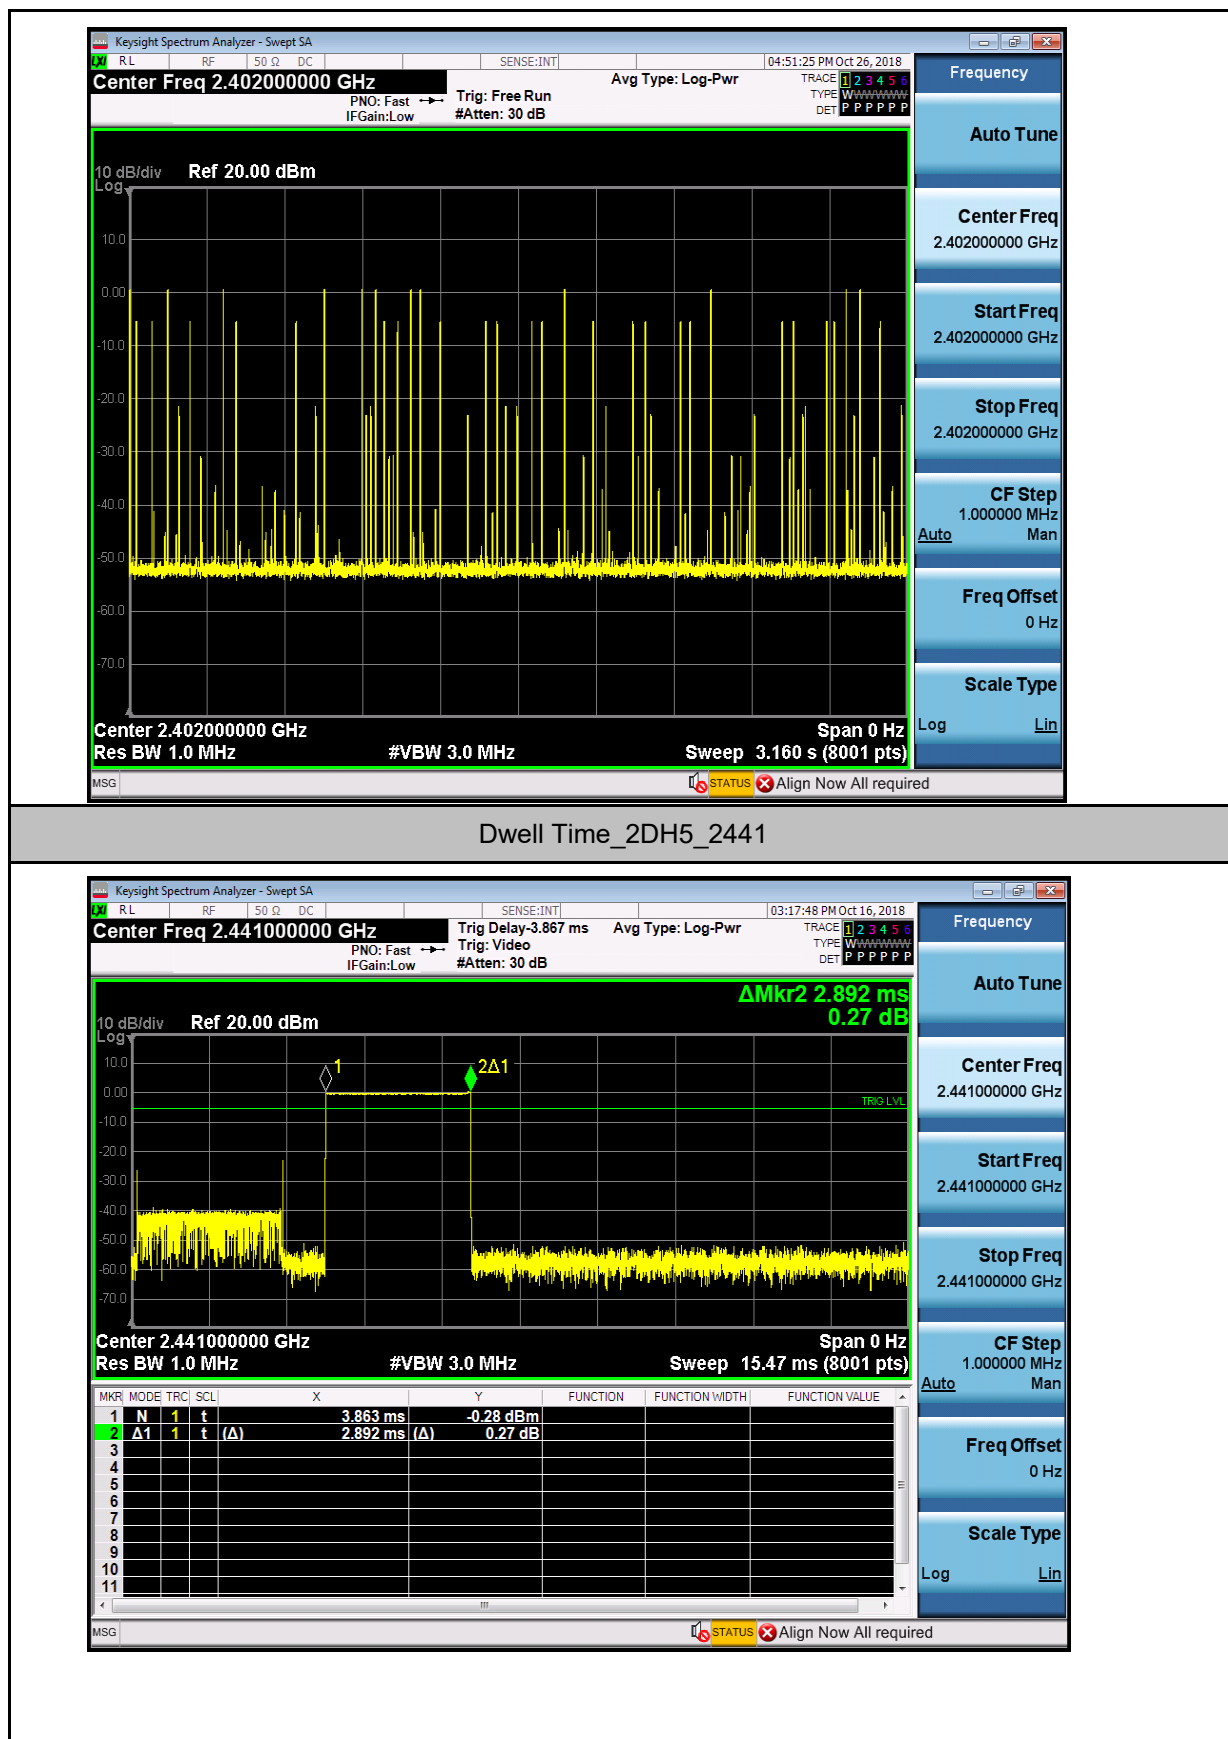 Keysight Spectrum Analyzer - Swept SA
LXI RL RF 50 Ω DC SENSE:INT 04:51:25 PM Oct 26, 2018
Center Freq 2.402000000 GHz
PNO: Fast
IFGain:Low
Trig: Free Run
#Atten: 30 dB
Avg Type: Log-Pwr
TRACE 1 2 3 4 5 6
TYPE W W W W W W
DET P P P P P P
10 dB/div Ref 20.00 dBm
Log
10.0
0.00
-10.0
-20.0
-30.0
-40.0
-50.0
-60.0
-70.0
Center 2.402000000 GHz Span 0 Hz
Res BW 1.0 MHz #VBW 3.0 MHz Sweep 3.160 s (8001 pts)
MSG STATUS Align Now All required
Frequency
Auto Tune
Center Freq
2.402000000 GHz
Start Freq
2.402000000 GHz
Stop Freq
2.402000000 GHz
CF Step
1.000000 MHz
Auto Man
Freq Offset
0 Hz
Scale Type
Log Lin
Dwell Time_2DH5_2441
Keysight Spectrum Analyzer - Swept SA
LXI RL RF 50 Ω DC SENSE:INT 03:17:48 PM Oct 16, 2018
Center Freq 2.441000000 GHz
PNO: Fast
IFGain:Low
Trig Delay-3.867 ms
Trig: Video
#Atten: 30 dB
Avg Type: Log-Pwr
TRACE 1 2 3 4 5 6
TYPE W W W W W W
DET P P P P P P
ΔMkr2 2.892 ms
0.27 dB
10 dB/div Ref 20.00 dBm
Log
10.0
0.00
-10.0
-20.0
-30.0
-40.0
-50.0
-60.0
-70.0
1
2Δ1
TRIG LVL
Center 2.441000000 GHz Span 0 Hz
Res BW 1.0 MHz #VBW 3.0 MHz Sweep 15.47 ms (8001 pts)
MKR MODE TRC SCL X Y FUNCTION FUNCTION WIDTH FUNCTION VALUE
1 N 1 t 3.863 ms -0.28 dBm
2 Δ1 1 t (Δ) 2.892 ms (Δ) 0.27 dB
3
4
5
6
7
8
9
10
11
MSG STATUS Align Now All required
Frequency
Auto Tune
Center Freq
2.441000000 GHz
Start Freq
2.441000000 GHz
Stop Freq
2.441000000 GHz
CF Step
1.000000 MHz
Auto Man
Freq Offset
0 Hz
Scale Type
Log Lin